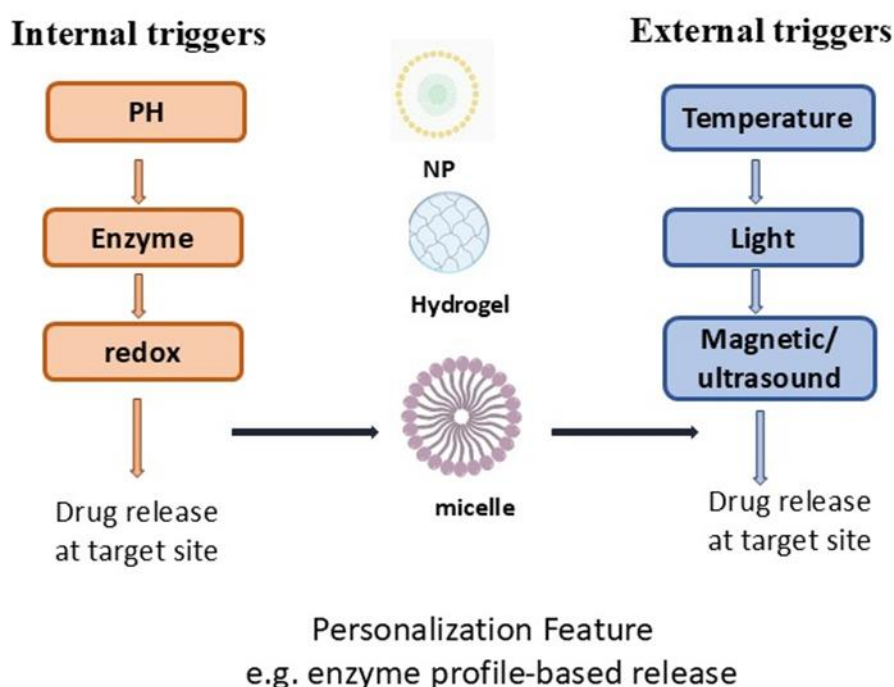 Internal triggers
PH
Enzyme
redox
Drug release
at target site
NP
Hydrogel
micelle
External triggers
Temperature
Light
Magnetic/
ultrasound
Drug release
at target site
Personalization Feature
e.g. enzyme profile-based release